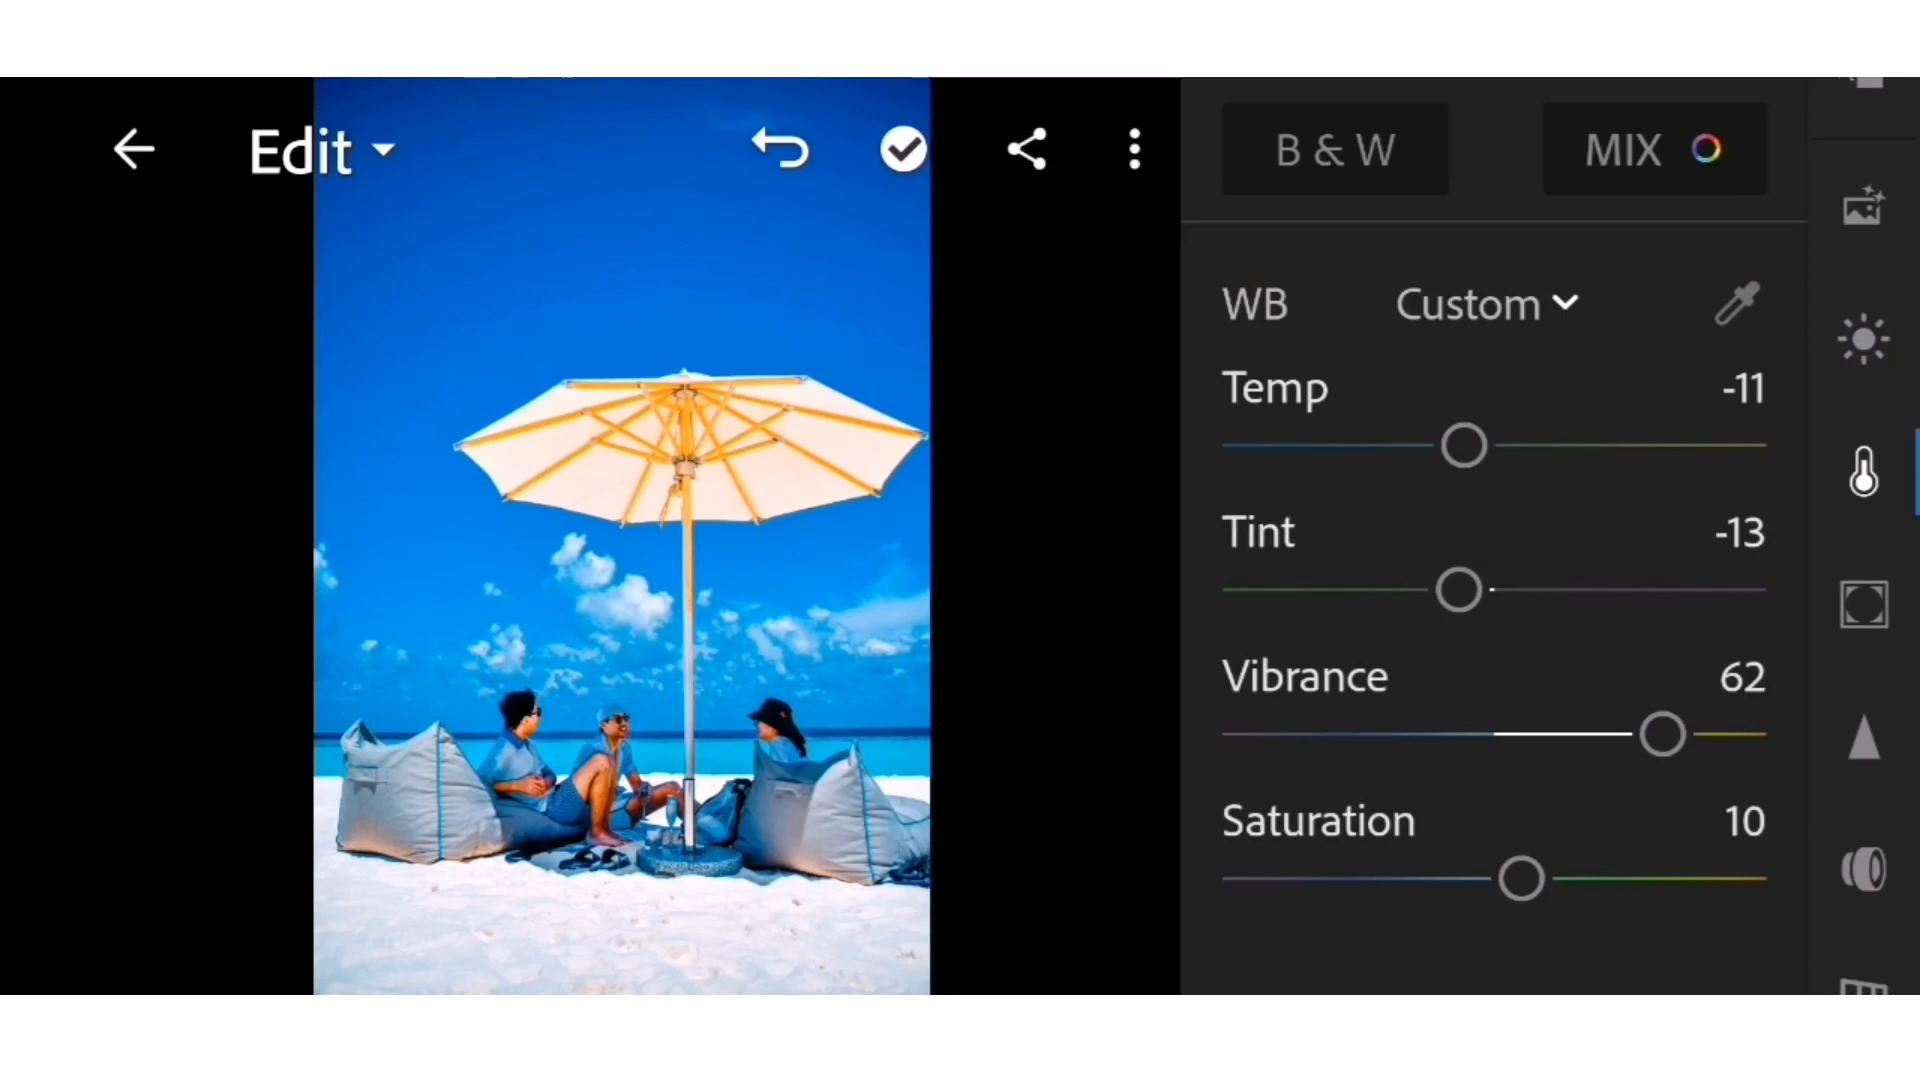 Edit
B & W
MIX
WB Custom
Temp -11
Tint -13
Vibrance 62
Saturation 10